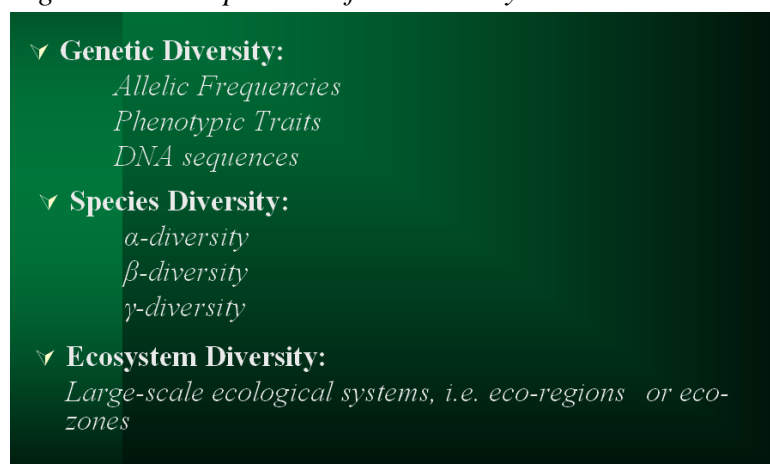 Genetic Diversity:
Allelic Frequencies
Phenotypic Traits
DNA sequences
Species Diversity:
α-diversity
β-diversity
γ-diversity
Ecosystem Diversity:
Large-scale ecological systems, i.e. eco-regions or eco-
zones